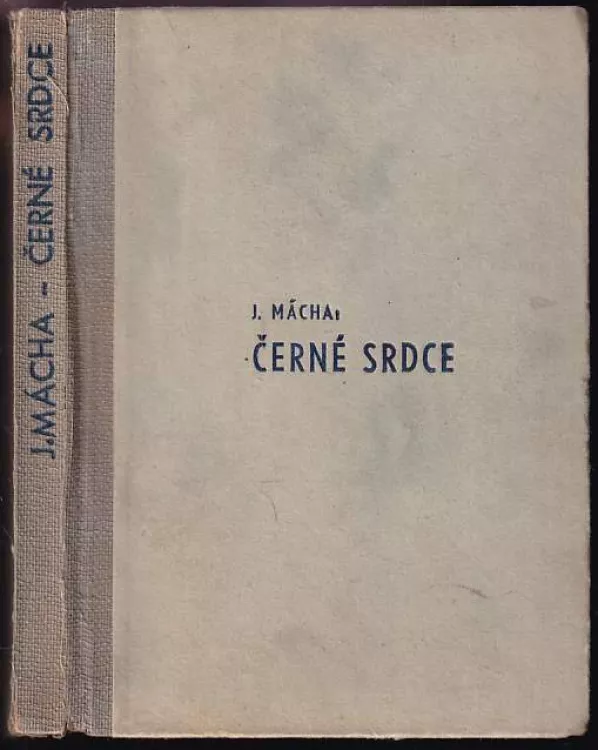 J. MÁCHA – ČERNÉ SRDCE
J. MÁCHA:
ČERNÉ SRDCE